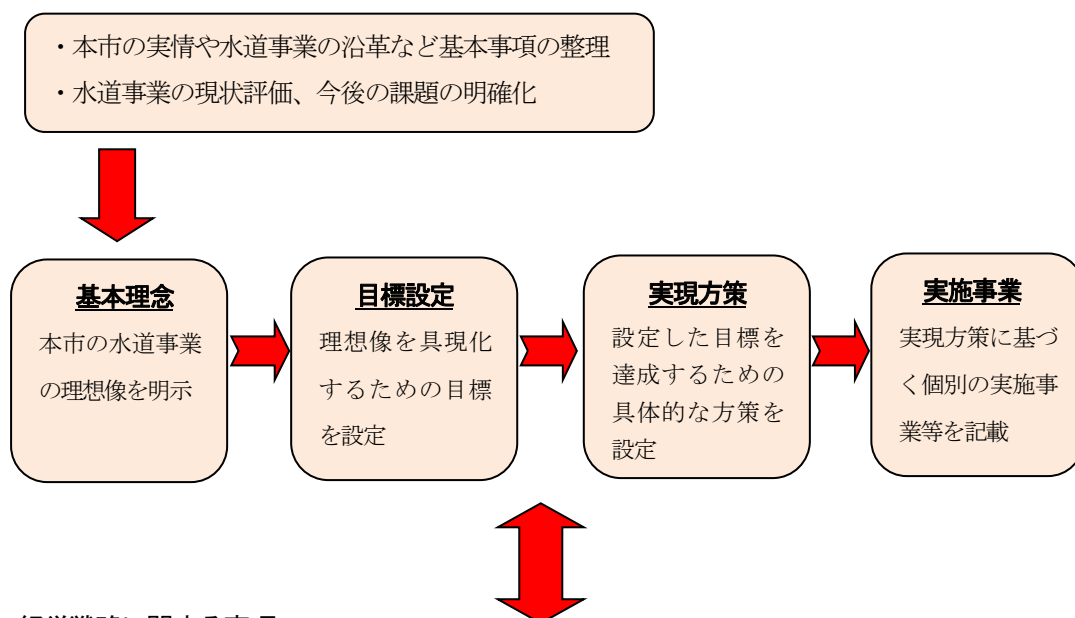 ・本市の実情や水道事業の沿革など基本事項の整理
・水道事業の現状評価、今後の課題の明確化
基本理念
本市の水道事業
の理想像を明示
目標設定
理想像を具現化
するための目標
を設定
実現方策
設定した目標を
達成するための
具体的な方策を
設定
実施事業
実現方策に基づ
く個別の実施事
業等を記載